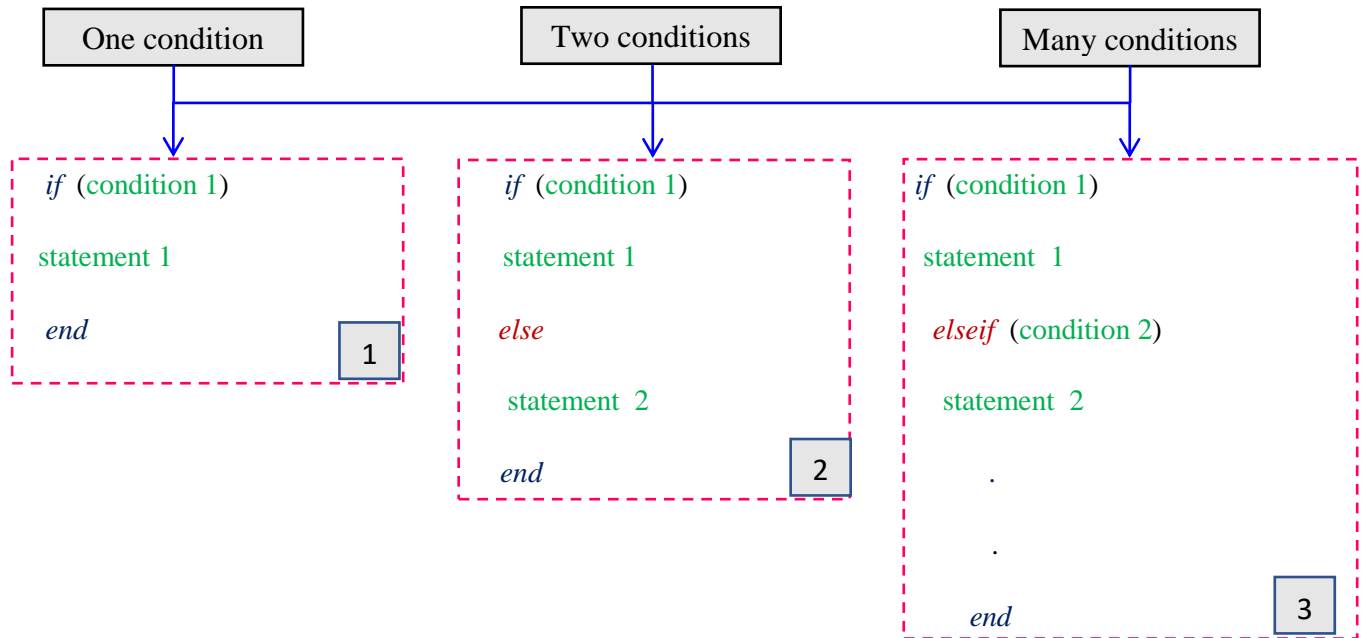 One condition
Two conditions
Many conditions
if (condition 1)
statement 1
end
1
if (condition 1)
statement 1
else
statement 2
end
2
if (condition 1)
statement 1
elseif (condition 2)
statement 2
.
.
end
3